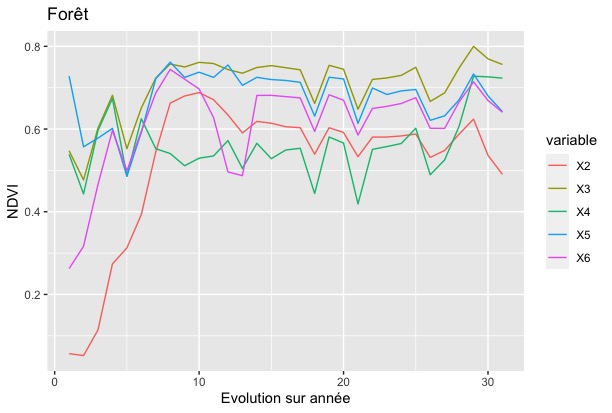 Forêt
0.8
0.6
0.4
0.2
NDVI
0 10 20 30
Evolution sur année
variable
X2
X3
X4
X5
X6